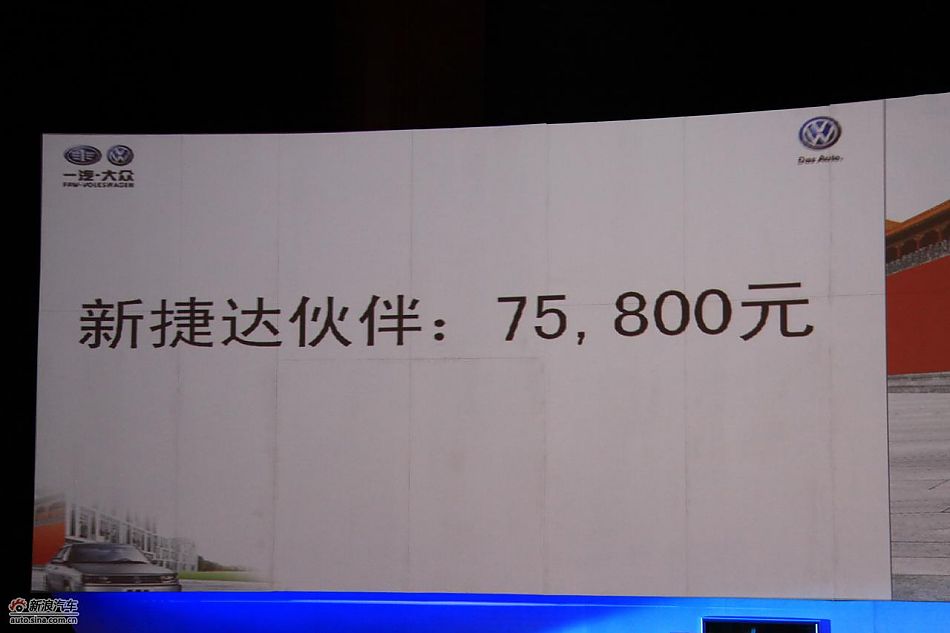 一汽-大众
FAW-VOLKSWAGEN
Das Auto.
新捷达伙伴：75，800元
新浪汽车
auto.sina.com.cn